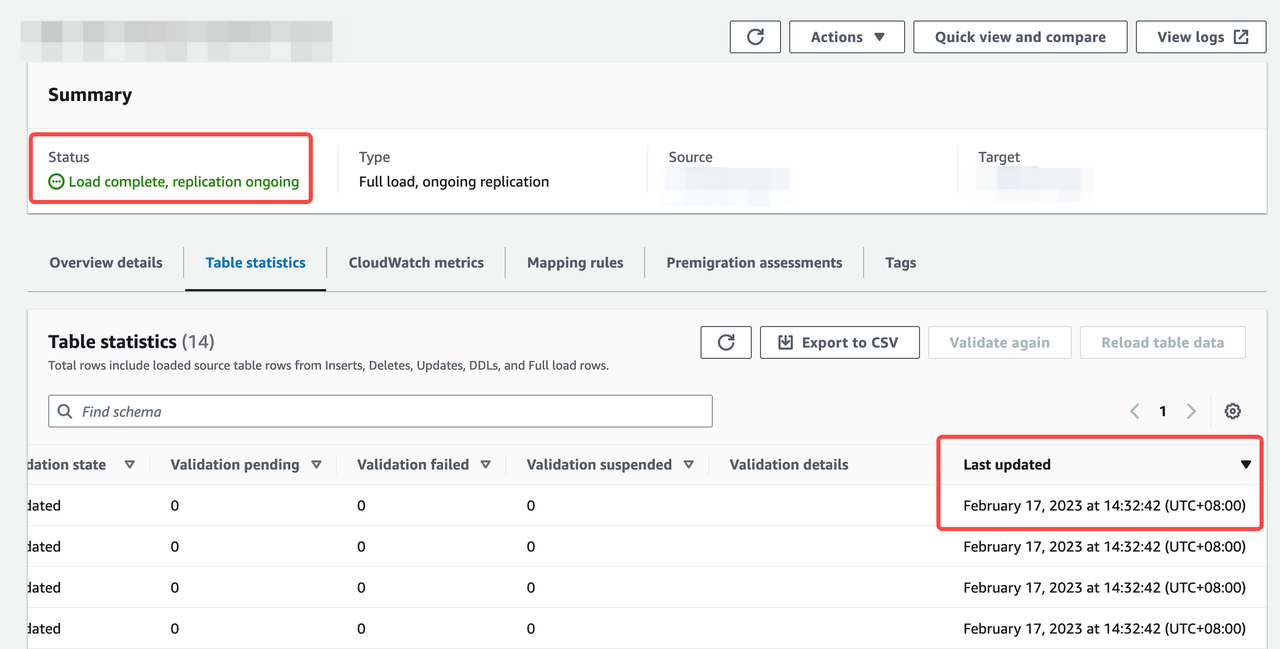 Actions Quick view and compare View logs
Summary
Status Type Source Target
Load complete, replication ongoing Full load, ongoing replication
Overview details Table statistics CloudWatch metrics Mapping rules Premigration assessments Tags
Table statistics (14) Export to CSV Validate again Reload table data
Total rows include loaded source table rows from Inserts, Deletes, Updates, DDLs, and Full load rows.
Find schema 1
dation state Validation pending Validation failed Validation suspended Validation details Last updated
dated 0 0 0 February 17, 2023 at 14:32:42 (UTC+08:00)
dated 0 0 0 February 17, 2023 at 14:32:42 (UTC+08:00)
dated 0 0 0 February 17, 2023 at 14:32:42 (UTC+08:00)
dated 0 0 0 February 17, 2023 at 14:32:42 (UTC+08:00)